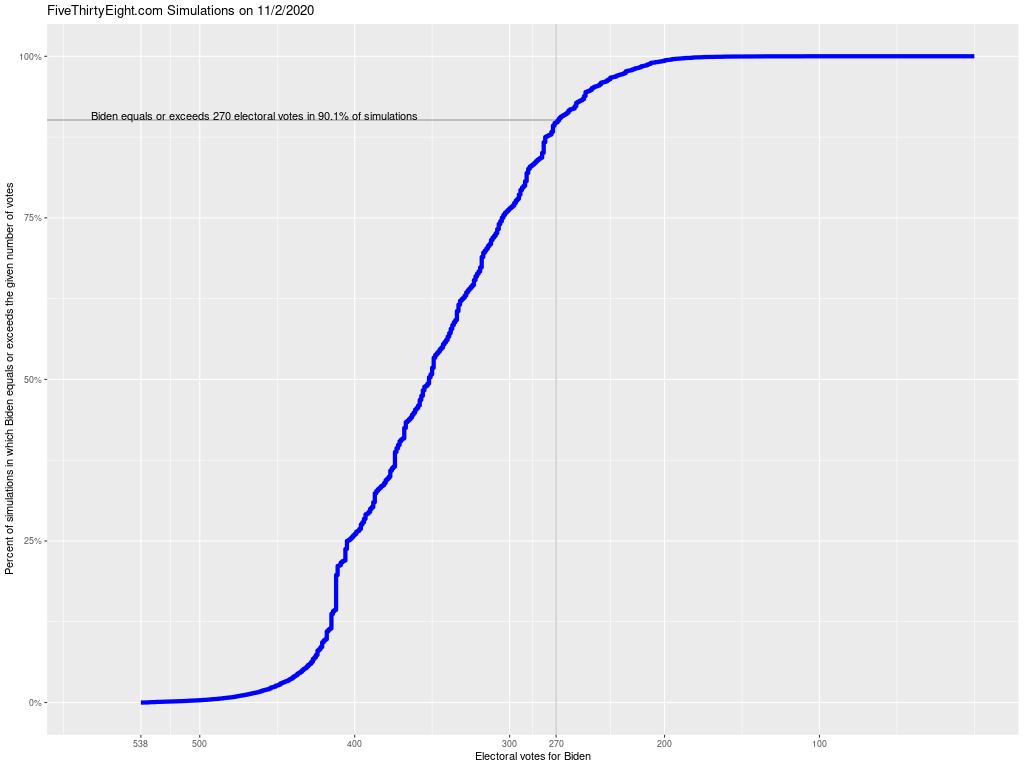 FiveThirtyEight.com Simulations on 11/2/2020
Percent of simulations in which Biden equals or exceeds the given number of votes
100%
75%
50%
25%
0%
Biden equals or exceeds 270 electoral votes in 90.1% of simulations
538 500 400 300 270 200 100
Electoral votes for Biden